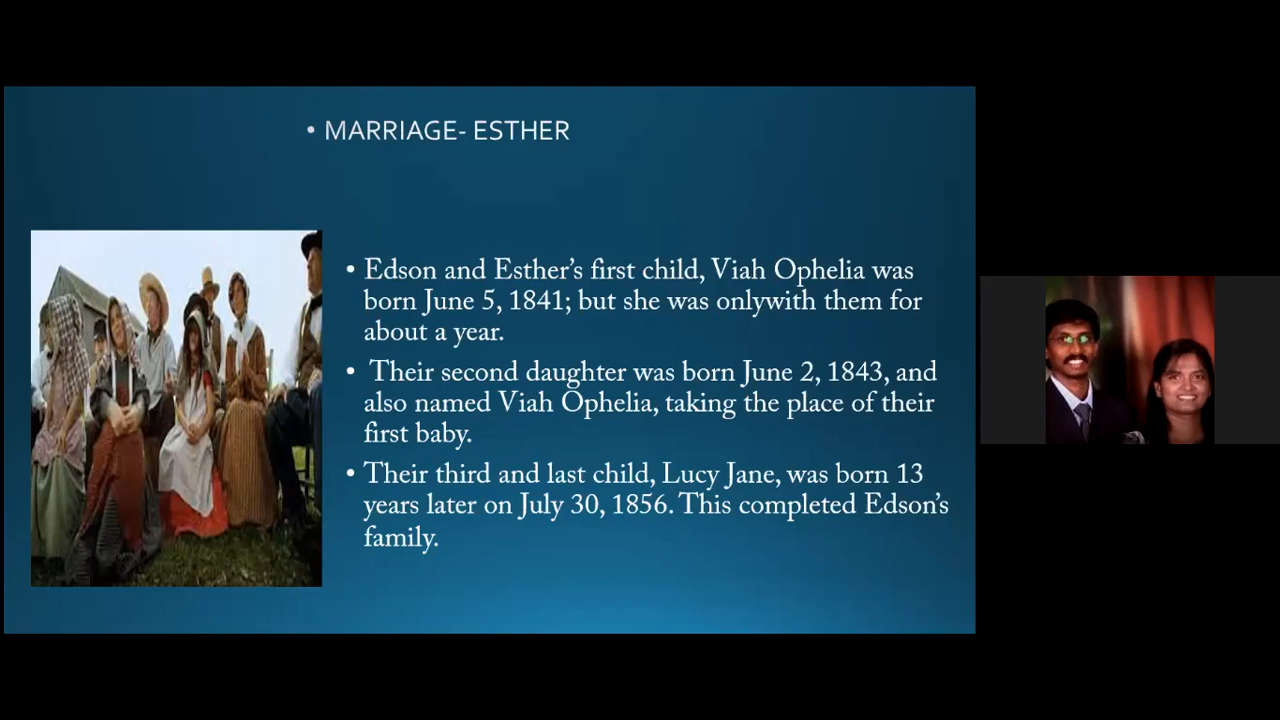 • MARRIAGE- ESTHER
• Edson and Esther’s first child, Viah Ophelia was
born June 5, 1841; but she was onlywith them for
about a year.
• Their second daughter was born June 2, 1843, and
also named Viah Ophelia, taking the place of their
first baby.
• Their third and last child, Lucy Jane, was born 13
years later on July 30, 1856. This completed Edson’s
family.